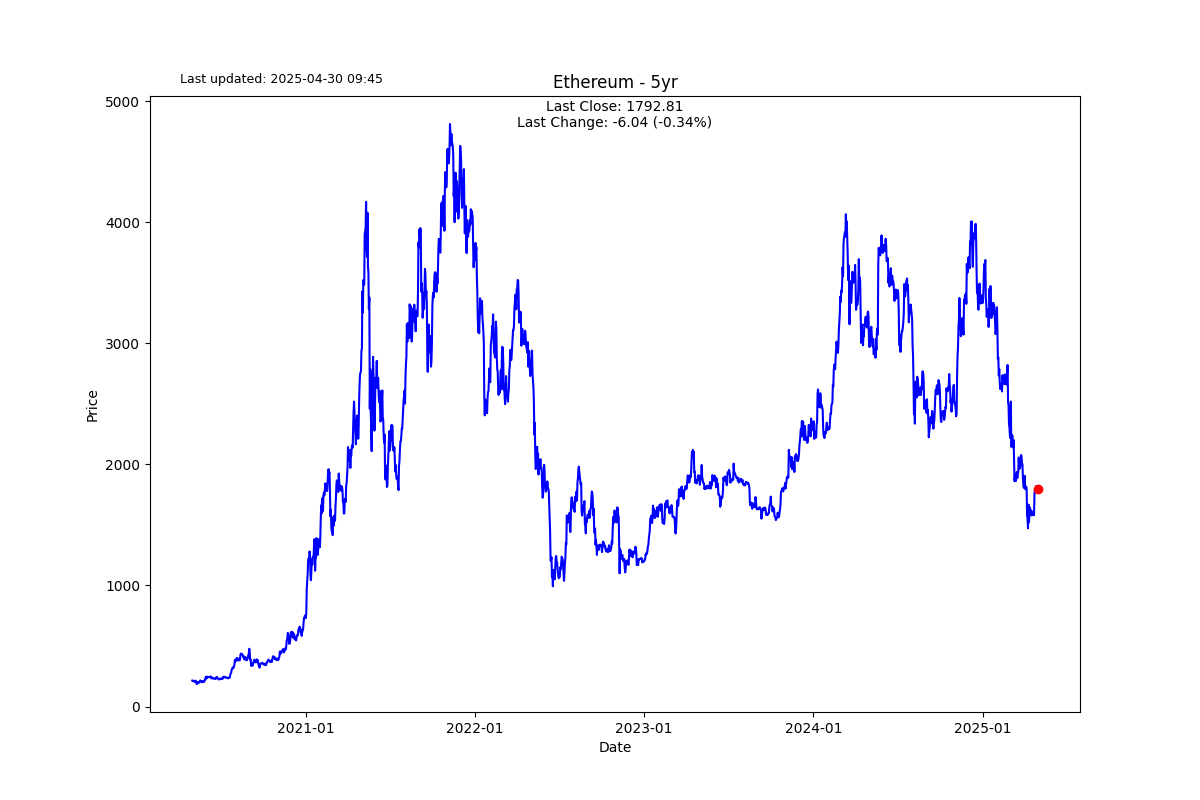 Last updated: 2025-04-30 09:45
Ethereum - 5yr
Last Close: 1792.81
Last Change: -6.04 (-0.34%)
5000
4000
3000
2000
1000
0
Price
2021-01
2022-01
2023-01
2024-01
2025-01
Date